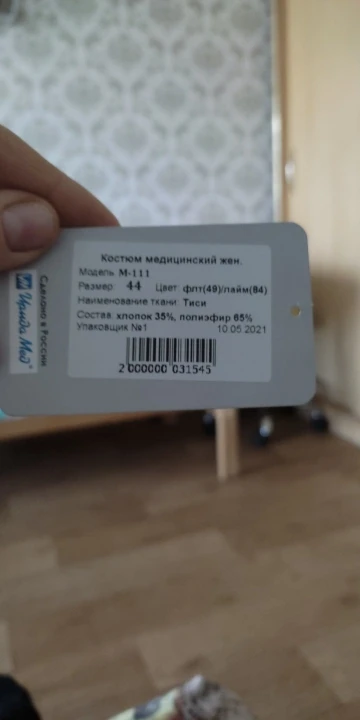 Костюм медицинский жен.
Модель М-111
Размер: 44 Цвет: флт(49)/лайм(84)
Наименование ткани: Тиси
Состав: хлопок 35%, полиэфир 65%
Упаковщик №1 10.05.2021
2 000000 031545
Сделано в России